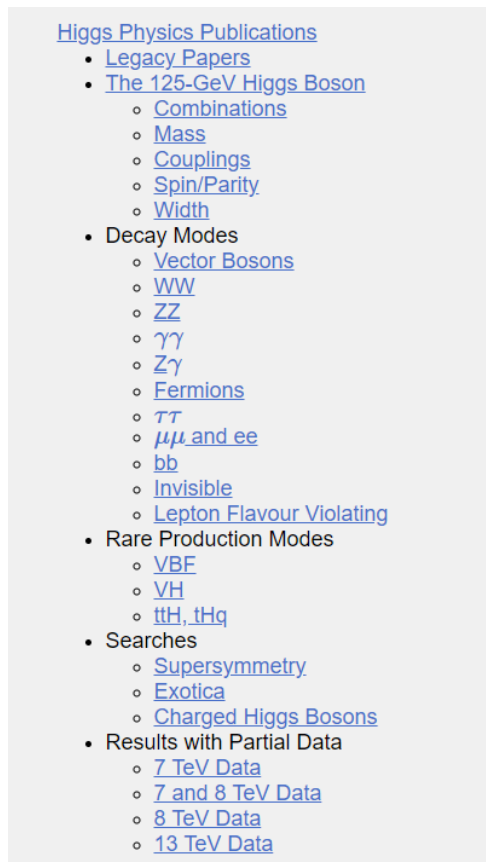 Higgs Physics Publications
Legacy Papers
The 125-GeV Higgs Boson
Combinations
Mass
Couplings
Spin/Parity
Width
Decay Modes
Vector Bosons
WW
ZZ
γγ
Zγ
Fermions
ττ
μμ and ee
bb
Invisible
Lepton Flavour Violating
Rare Production Modes
VBF
VH
ttH, tHq
Searches
Supersymmetry
Exotica
Charged Higgs Bosons
Results with Partial Data
7 TeV Data
7 and 8 TeV Data
8 TeV Data
13 TeV Data